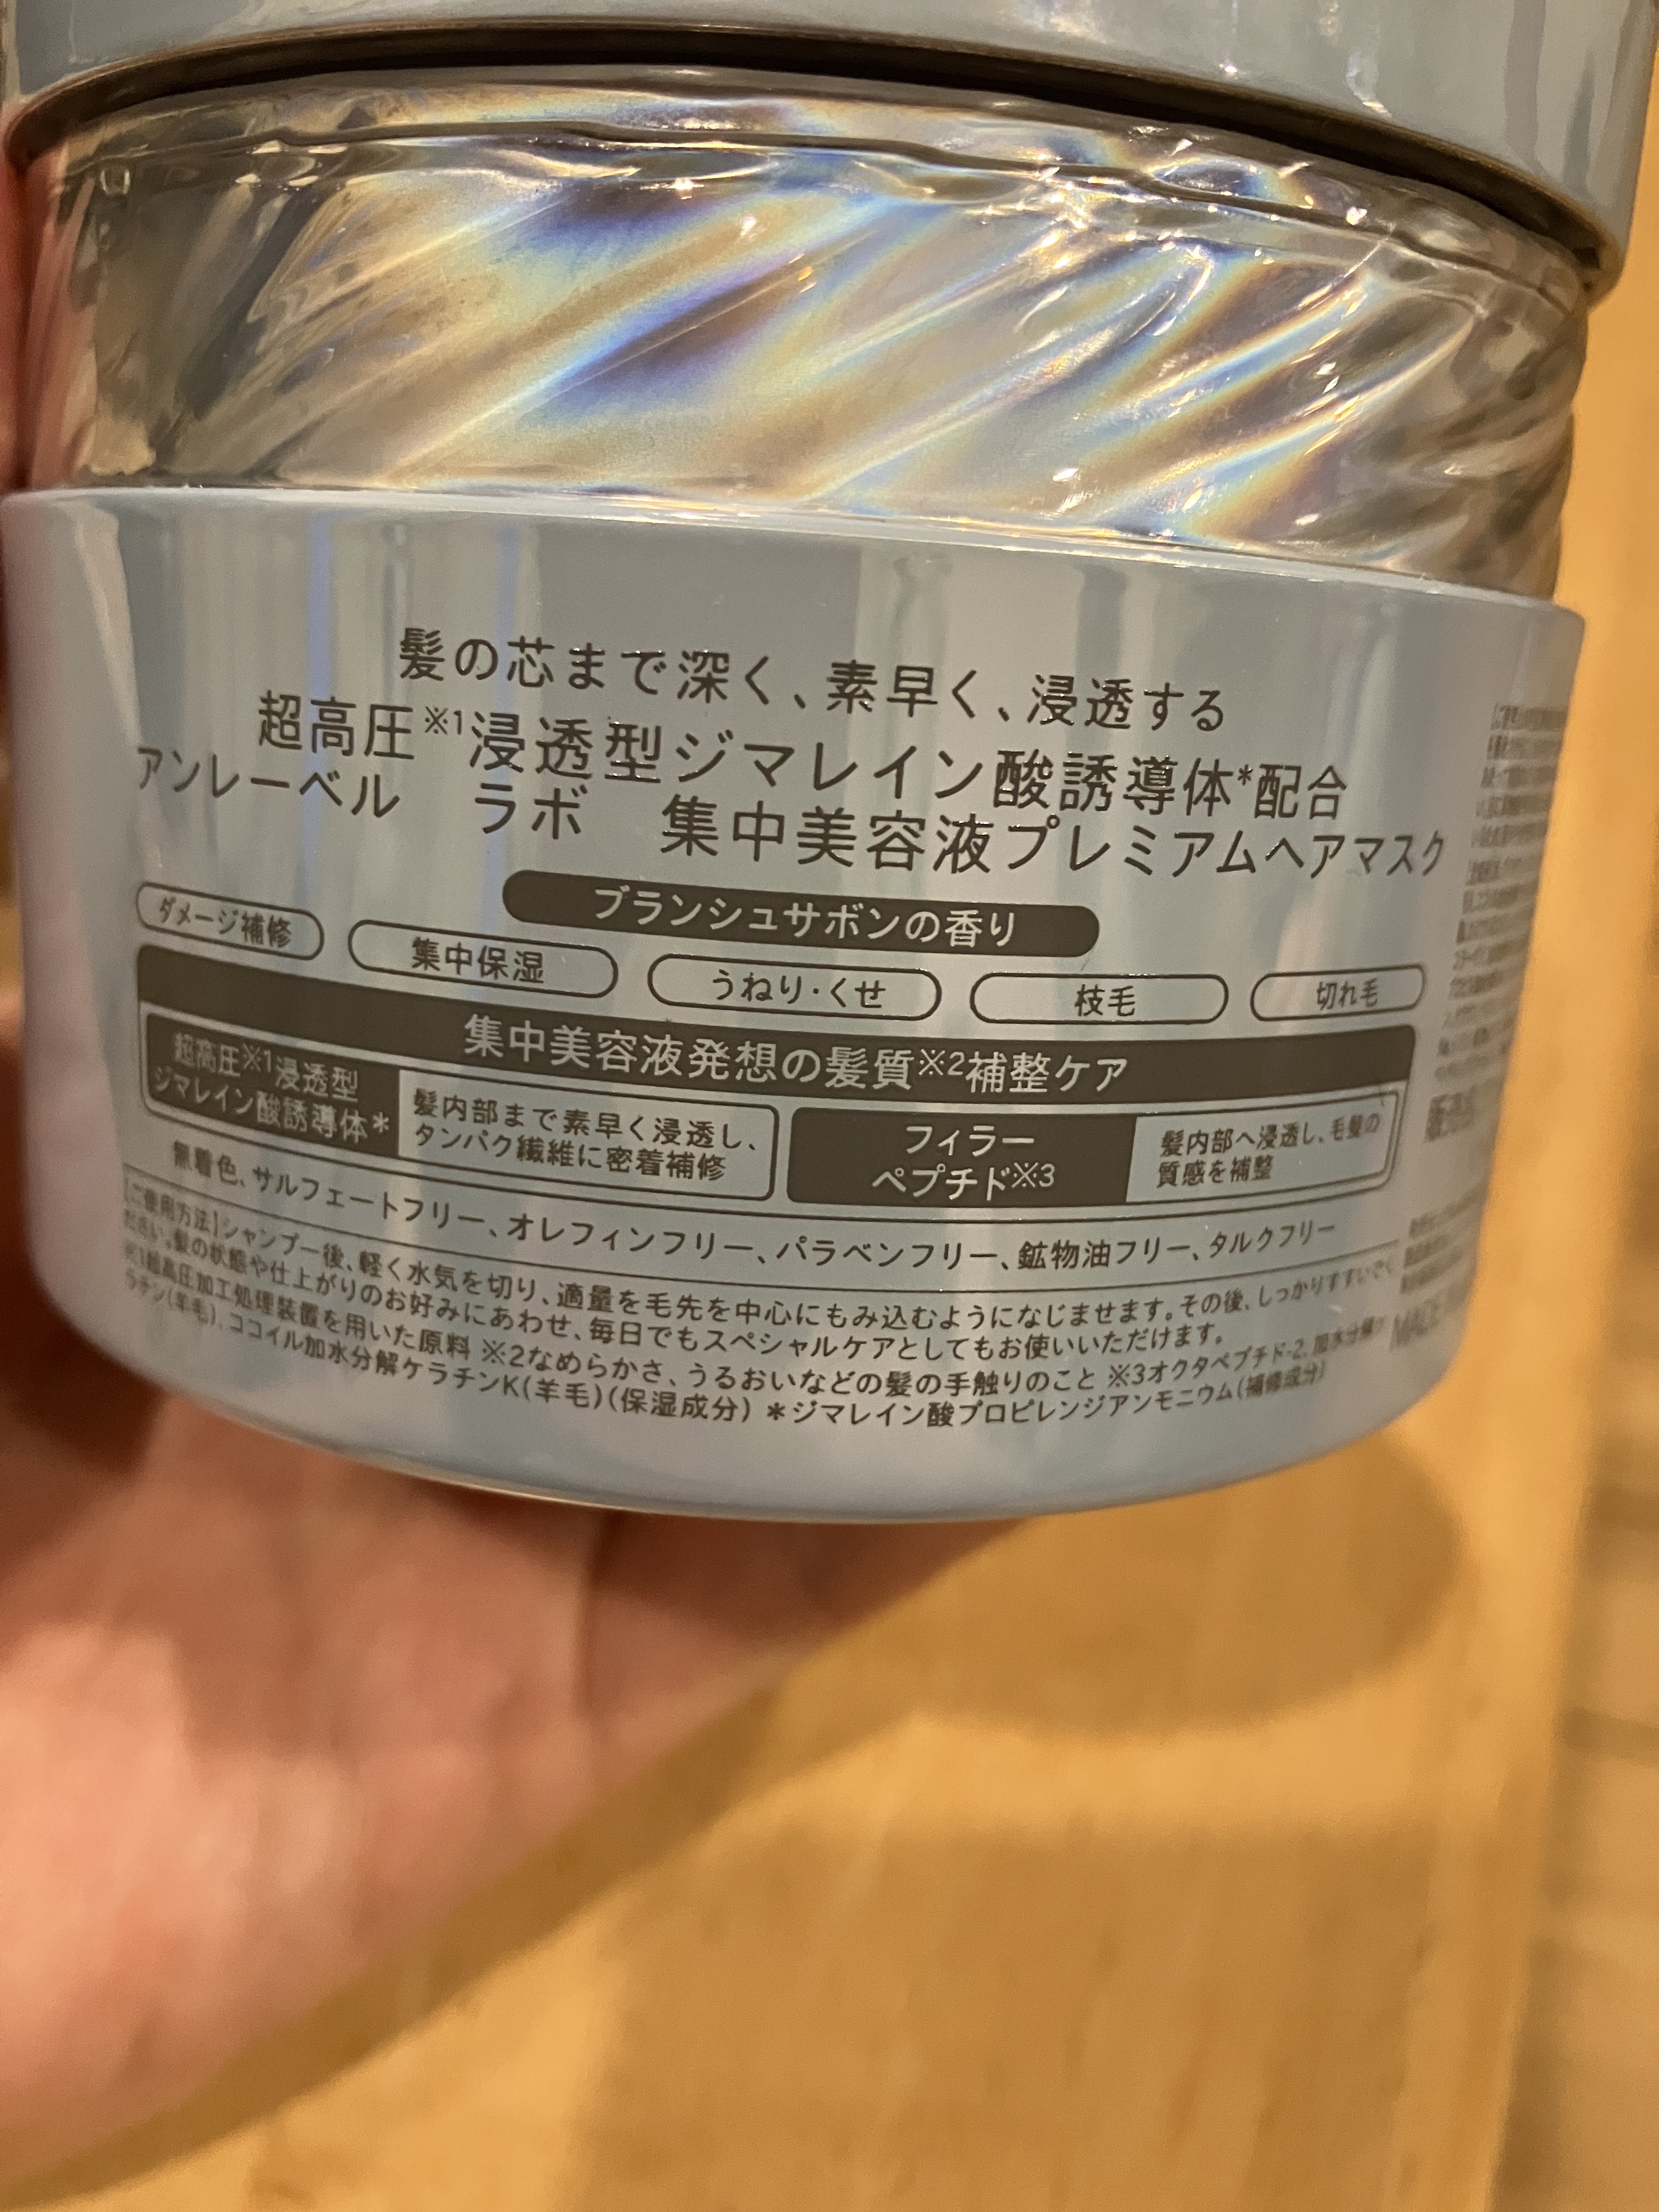 髪の芯まで深く、素早く、浸透する
超高圧※1浸透型ジマレイン酸誘導体*配合
アンレーベル ラボ 集中美容液プレミアムヘアマスク
ブランシュサボンの香り
ダメージ補修 集中保湿 うねり・くせ 枝毛 切れ毛
集中美容液発想の髪質※2補整ケア
超高圧※1浸透型
ジマレイン酸誘導体*
髪内部まで素早く浸透し、
タンパク繊維に密着補修
フィラー
ペプチド※3
髪内部へ浸透し、毛髪の
質感を補整
無着色、サルフェートフリー、オレフィンフリー、パラベンフリー、鉱物油フリー、タルクフリー
【ご使用方法】シャンプー後、軽く水気を切り、適量を毛先を中心にもみ込むようになじませます。その後、しっかりすすいでく
ださい。髪の状態や仕上がりのお好みにあわせ、毎日でもスペシャルケアとしてもお使いいただけます。
※1超高圧加工処理装置を用いた原料 ※2なめらかさ、うるおいなどの髪の手触りのこと ※3オクタペプチド-2、加水分解
ラチン(羊毛)、ココイル加水分解ケラチンK(羊毛)(保湿成分) *ジマレイン酸プロピレンジアンモニウム(補修成分)
MADE